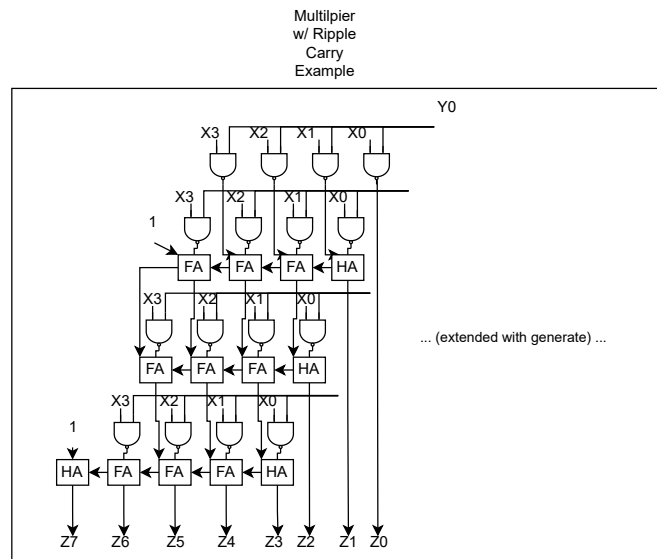 Multilpier
w/ Ripple
Carry
Example
Y0
X3 X2 X1 X0
X3 X2 X1 X0
1
FA FA FA HA
X3 X2 X1 X0
... (extended with generate) ...
FA FA FA HA
X3 X2 X1 X0
1
HA FA FA FA HA
Z7 Z6 Z5 Z4 Z3 Z2 Z1 Z0